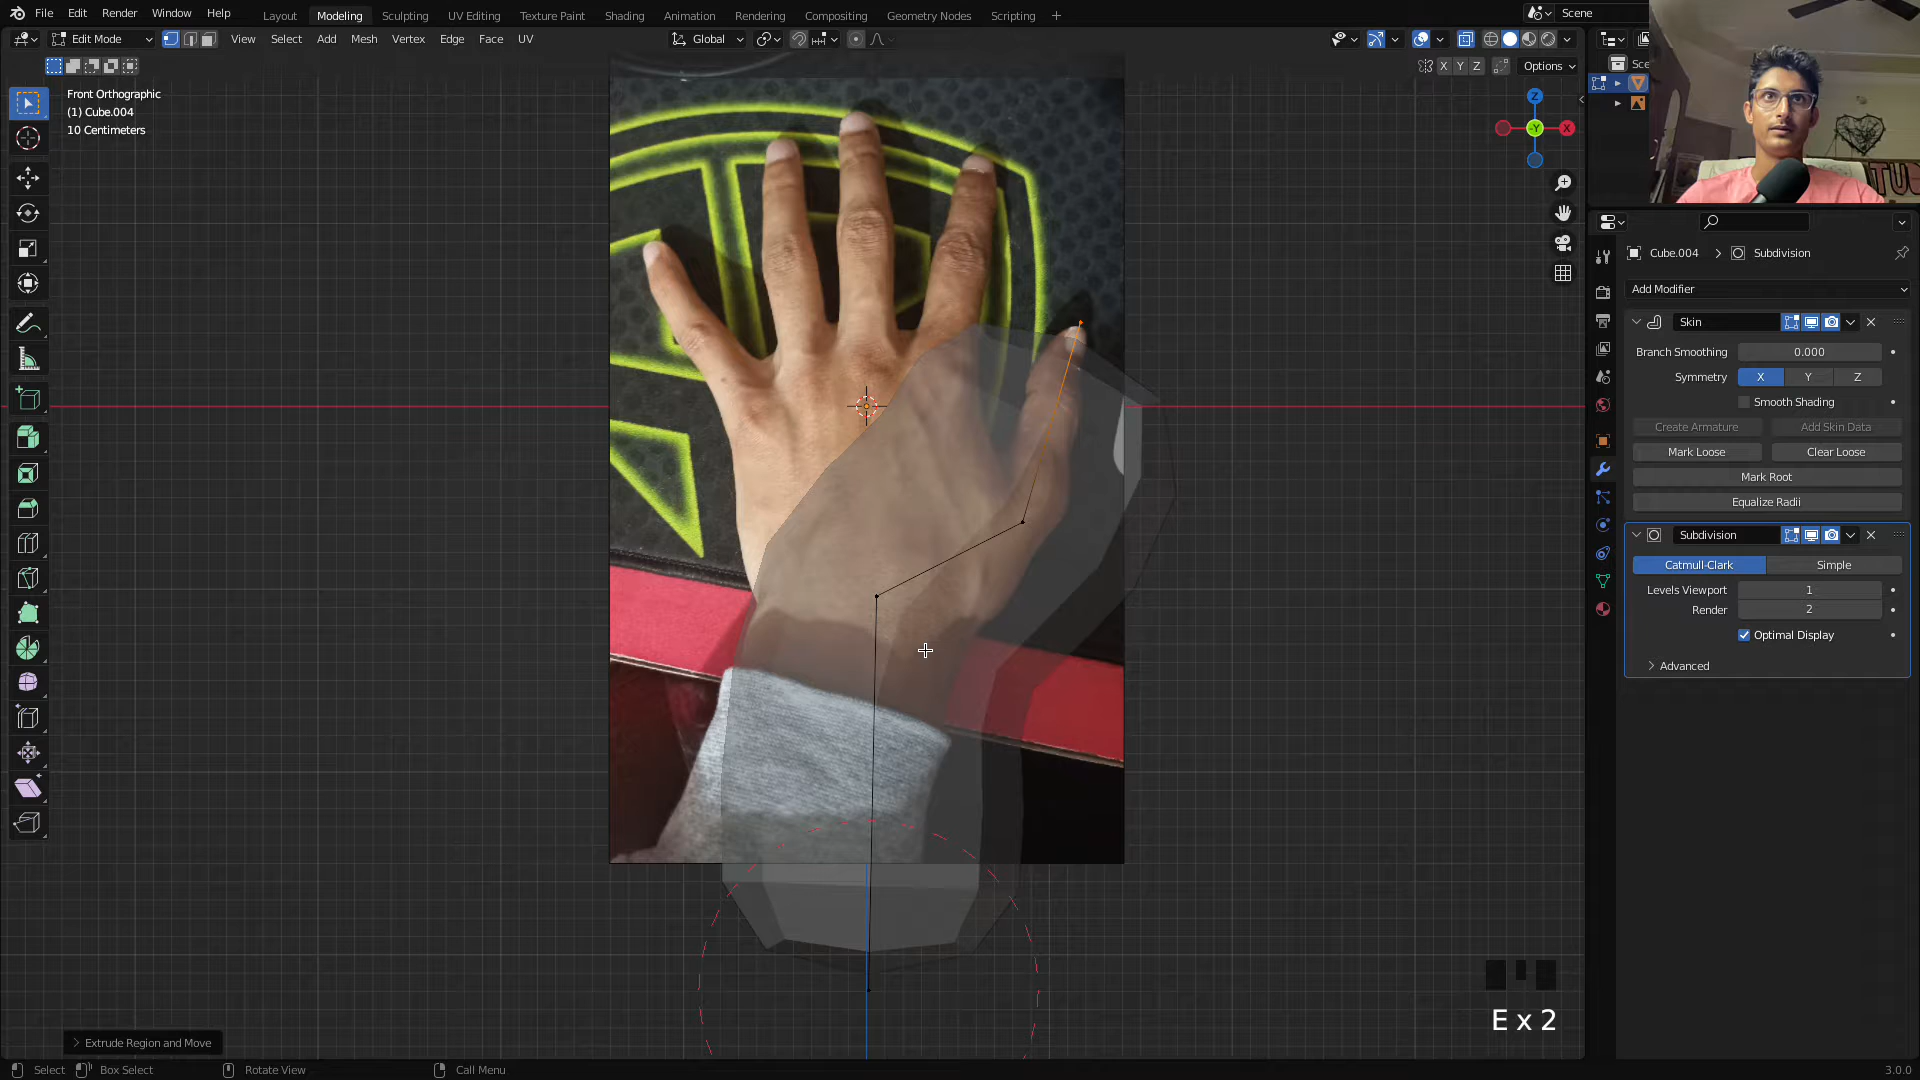 File Edit Render Window Help
Layout Modeling Sculpting UV Editing Texture Paint Shading Animation Rendering Compositing Geometry Nodes Scripting +
Scene
Edit Mode View Select Add Mesh Vertex Edge Face UV
Global
X Y Z Options
Sce
Front Orthographic
(1) Cube.004
10 Centimeters
Z
-Y
X
Cube.004 > Subdivision
Add Modifier
Skin
Branch Smoothing 0.000
Symmetry X Y Z
Smooth Shading
Create Armature Add Skin Data
Mark Loose Clear Loose
Mark Root
Equalize Radii
Subdivision
Catmull-Clark Simple
Levels Viewport 1
Render 2
Optimal Display
Advanced
E x 2
Extrude Region and Move
Select Box Select Rotate View Call Menu
3.0.0